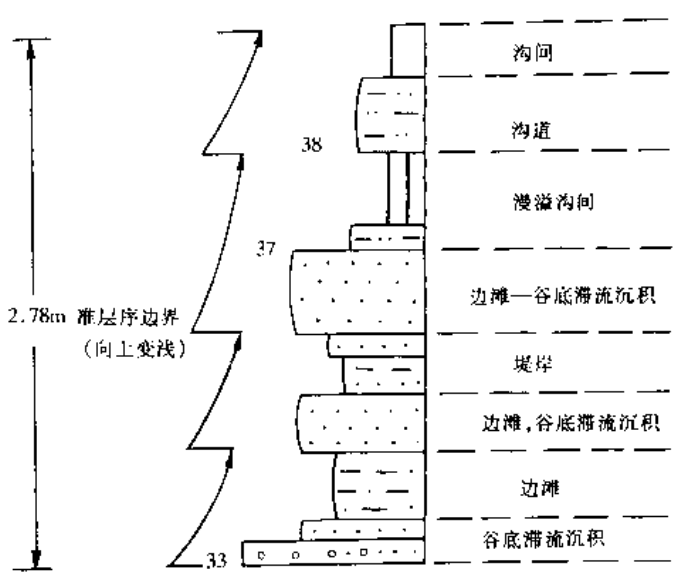 沟间
沟道
38
漫溢沟间
37
边滩—谷底滞流沉积
2.78m 准层序边界
(向上变浅)
堤岸
边滩,谷底滞流沉积
边滩
谷底滞流沉积
33